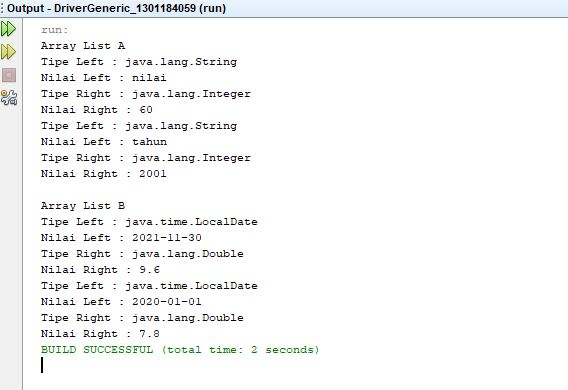 Output - DriverGeneric_1301184059 (run)
run:
Array List A
Tipe Left : java.lang.String
Nilai Left : nilai
Tipe Right : java.lang.Integer
Nilai Right : 60
Tipe Left : java.lang.String
Nilai Left : tahun
Tipe Right : java.lang.Integer
Nilai Right : 2001
Array List B
Tipe Left : java.time.LocalDate
Nilai Left : 2021-11-30
Tipe Right : java.lang.Double
Nilai Right : 9.6
Tipe Left : java.time.LocalDate
Nilai Left : 2020-01-01
Tipe Right : java.lang.Double
Nilai Right : 7.8
BUILD SUCCESSFUL (total time: 2 seconds)